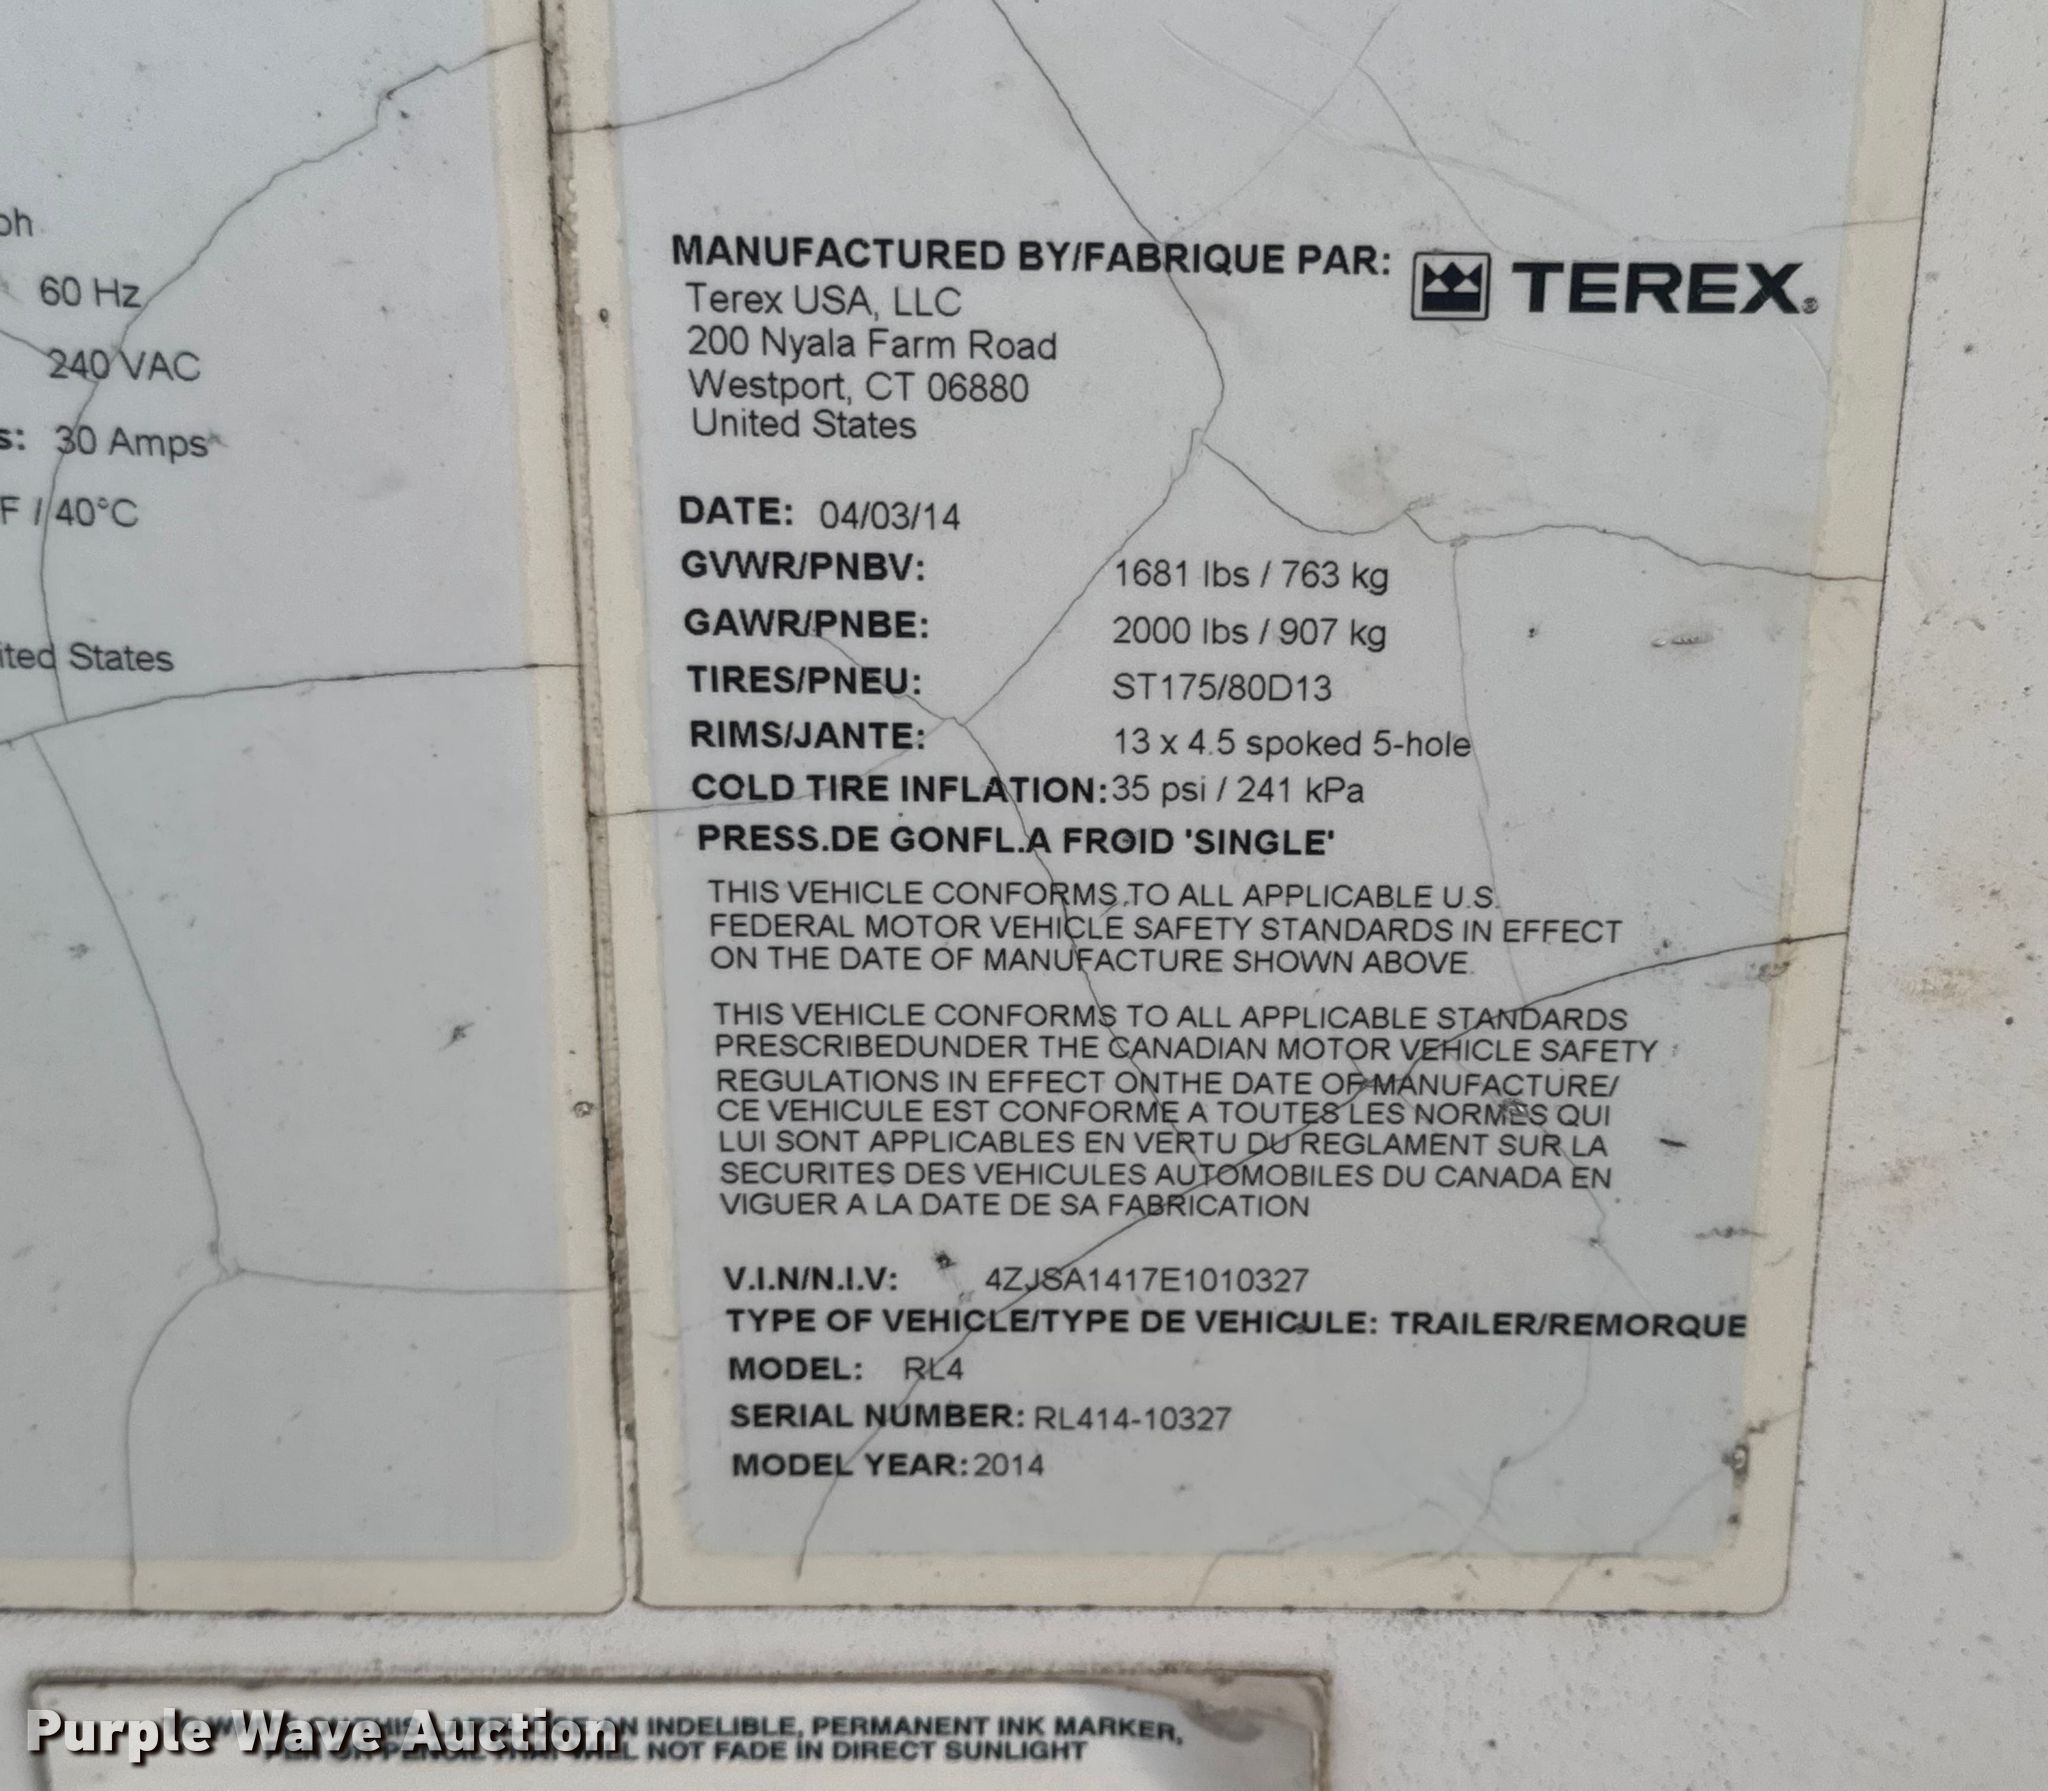 ph
60 Hz
240 VAC
s: 30 Amps
F / 40°C
ited States
MANUFACTURED BY/FABRIQUE PAR: TEREX®
Terex USA, LLC
200 Nyala Farm Road
Westport, CT 06880
United States
DATE: 04/03/14
GVWR/PNBV: 1681 lbs / 763 kg
GAWR/PNBE: 2000 lbs / 907 kg
TIRES/PNEU: ST175/80D13
RIMS/JANTE: 13 x 4.5 spoked 5-hole
COLD TIRE INFLATION: 35 psi / 241 kPa
PRESS.DE GONFL.A FROID 'SINGLE'
THIS VEHICLE CONFORMS TO ALL APPLICABLE U.S.
FEDERAL MOTOR VEHICLE SAFETY STANDARDS IN EFFECT
ON THE DATE OF MANUFACTURE SHOWN ABOVE.
THIS VEHICLE CONFORMS TO ALL APPLICABLE STANDARDS
PRESCRIBEDUNDER THE CANADIAN MOTOR VEHICLE SAFETY
REGULATIONS IN EFFECT ONTHE DATE OF MANUFACTURE/
CE VEHICULE EST CONFORME A TOUTES LES NORMES QUI
LUI SONT APPLICABLES EN VERTU DU REGLAMENT SUR LA
SECURITES DES VEHICULES AUTOMOBILES DU CANADA EN
VIGUER A LA DATE DE SA FABRICATION
V.I.N/N.I.V: 4ZJSA1417E1010327
TYPE OF VEHICLE/TYPE DE VEHICULE: TRAILER/REMORQUE
MODEL: RL4
SERIAL NUMBER: RL414-10327
MODEL YEAR: 2014
AN INDELIBLE, PERMANENT INK MARKER,
NOT FADE IN DIRECT SUNLIGHT
Purple Wave Auction